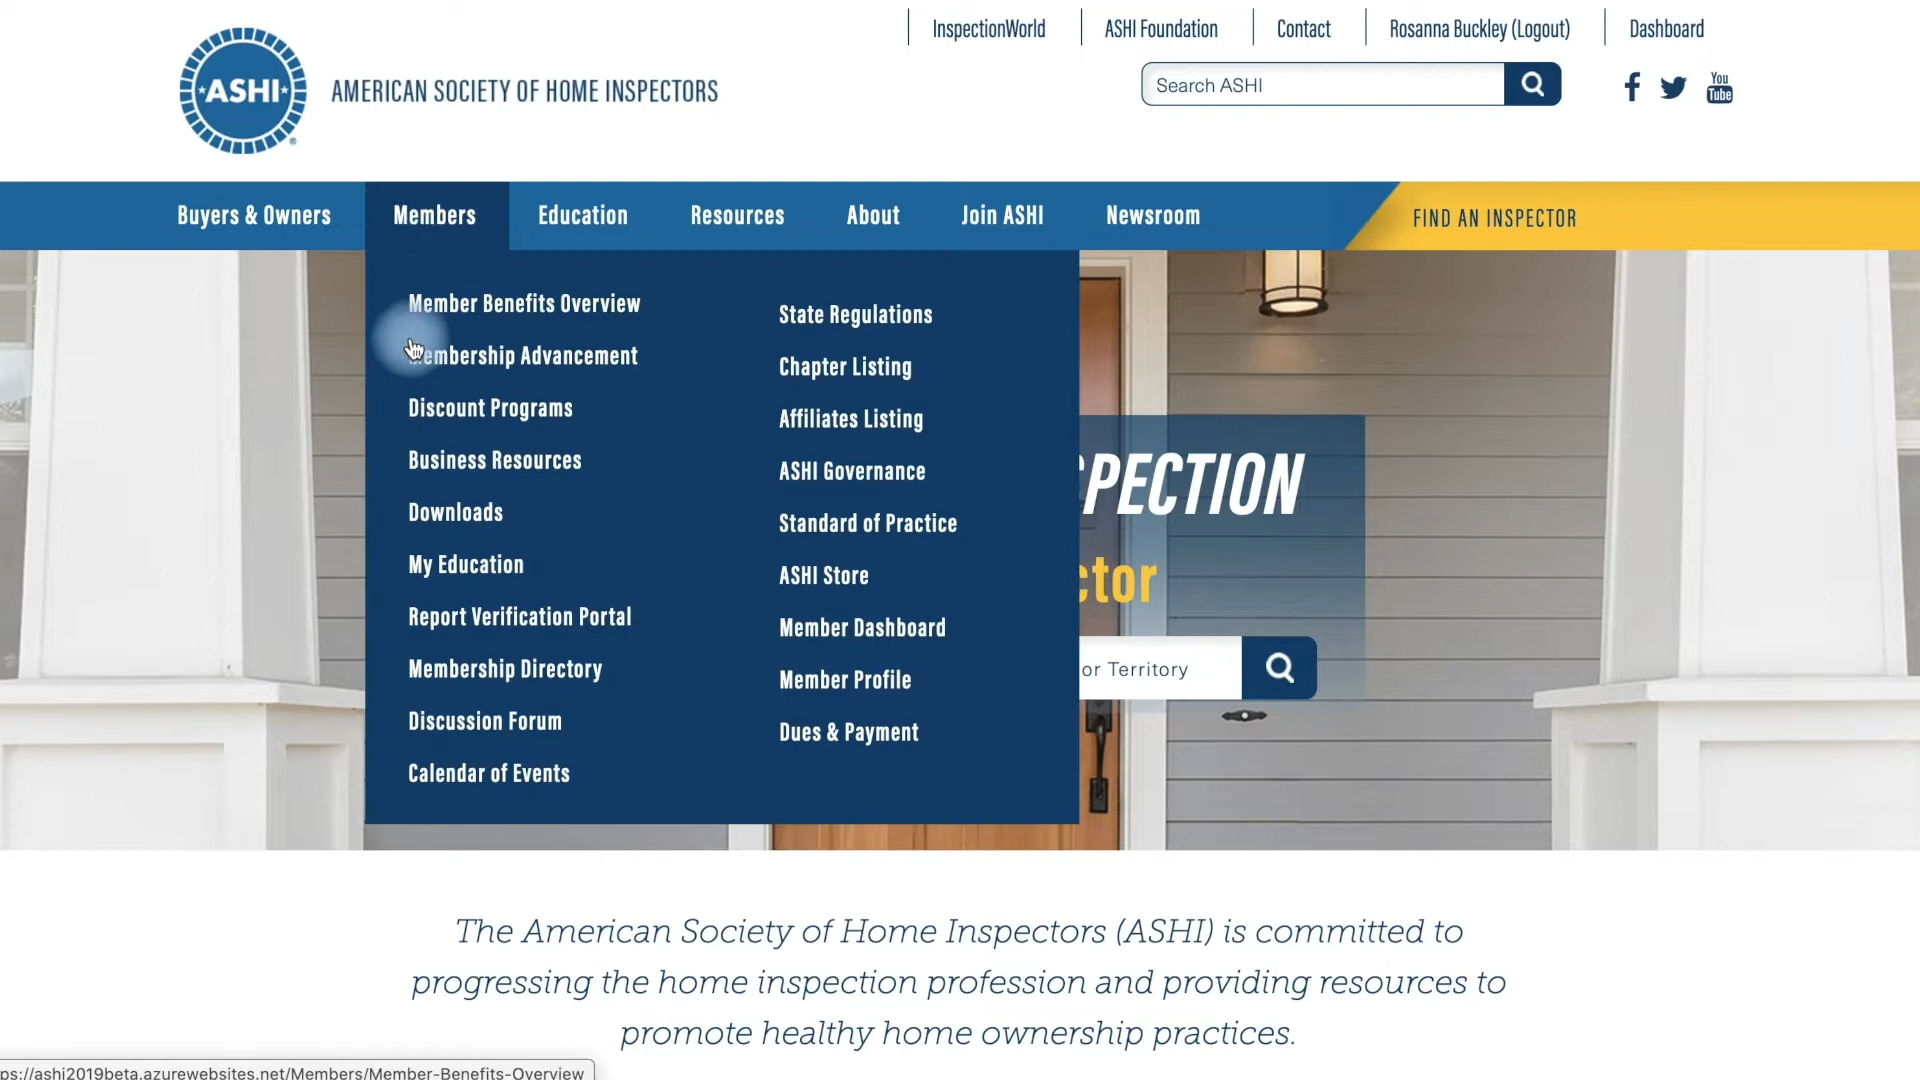 InspectionWorld
ASHI Foundation
Contact
Rosanna Buckley (Logout)
Dashboard
ASHI
AMERICAN SOCIETY OF HOME INSPECTORS
Search ASHI
You
Tube
Buyers & Owners
Members
Education
Resources
About
Join ASHI
Newsroom
FIND AN INSPECTOR
Member Benefits Overview
Membership Advancement
Discount Programs
Business Resources
Downloads
My Education
Report Verification Portal
Membership Directory
Discussion Forum
Calendar of Events
State Regulations
Chapter Listing
Affiliates Listing
ASHI Governance
Standard of Practice
ASHI Store
Member Dashboard
Member Profile
Dues & Payment
PECTION
ctor
or Territory
The American Society of Home Inspectors (ASHI) is committed to
progressing the home inspection profession and providing resources to
promote healthy home ownership practices.
ps://ashi2019beta.azurewebsites.net/Members/Member-Benefits-Overview